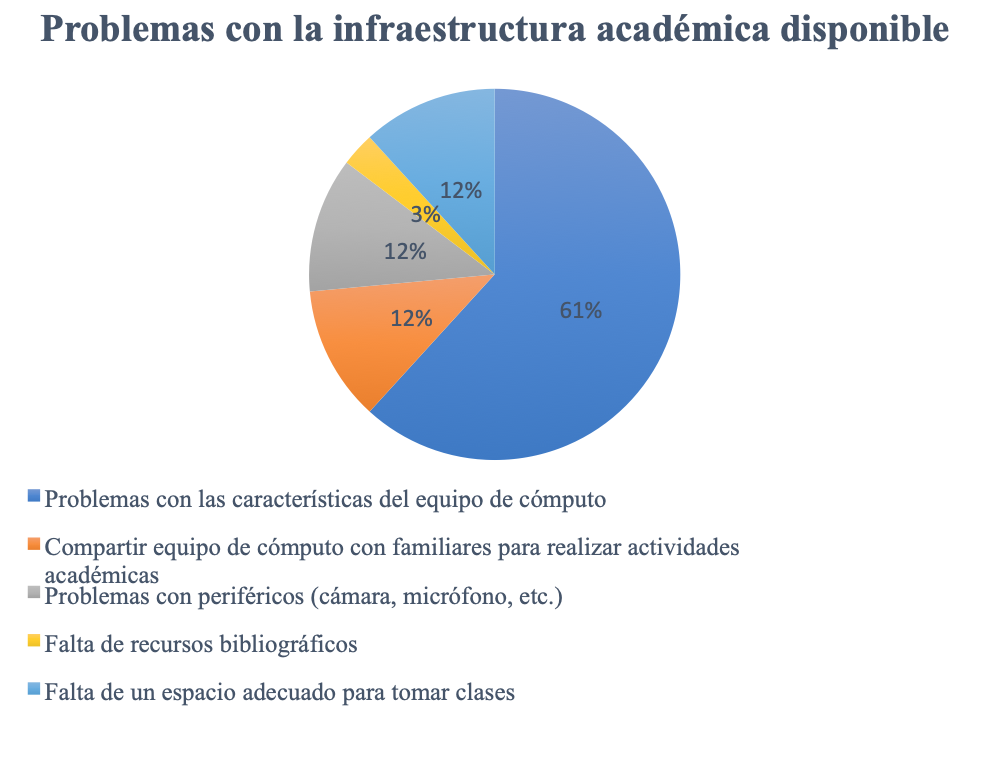 Problemas con la infraestructura académica disponible
12%
3%
12%
61%
12%
Problemas con las características del equipo de cómputo
Compartir equipo de cómputo con familiares para realizar actividades
académicas
Problemas con periféricos (cámara, micrófono, etc.)
Falta de recursos bibliográficos
Falta de un espacio adecuado para tomar clases